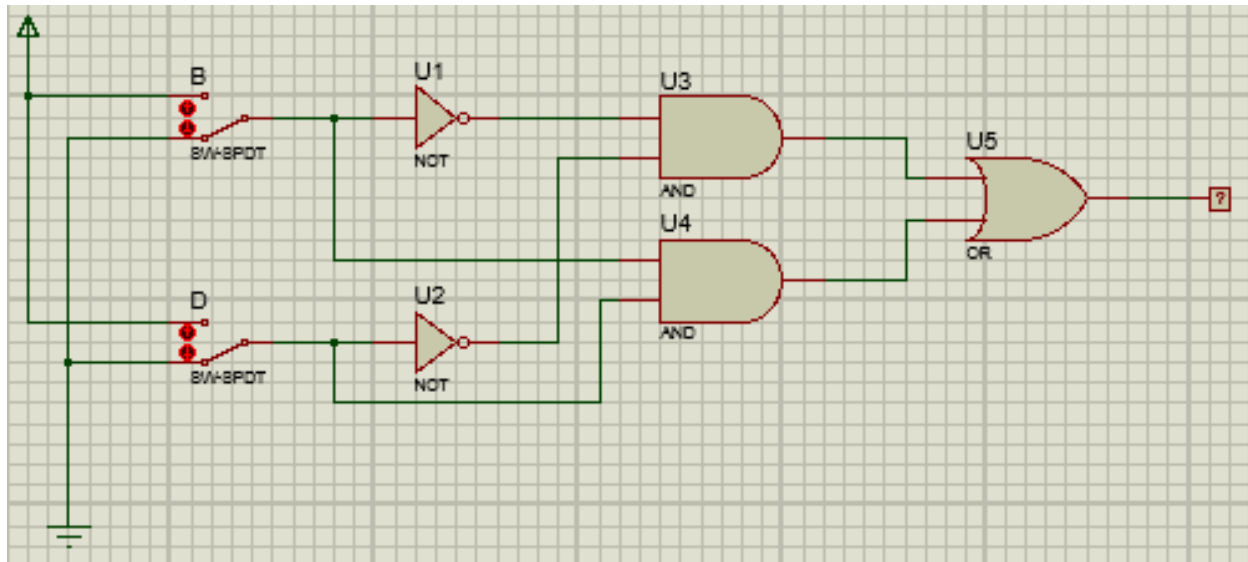 B
SW-SPDT
U1
NOT
U3
AND
U4
AND
U5
OR
?
D
SW-SPDT
U2
NOT